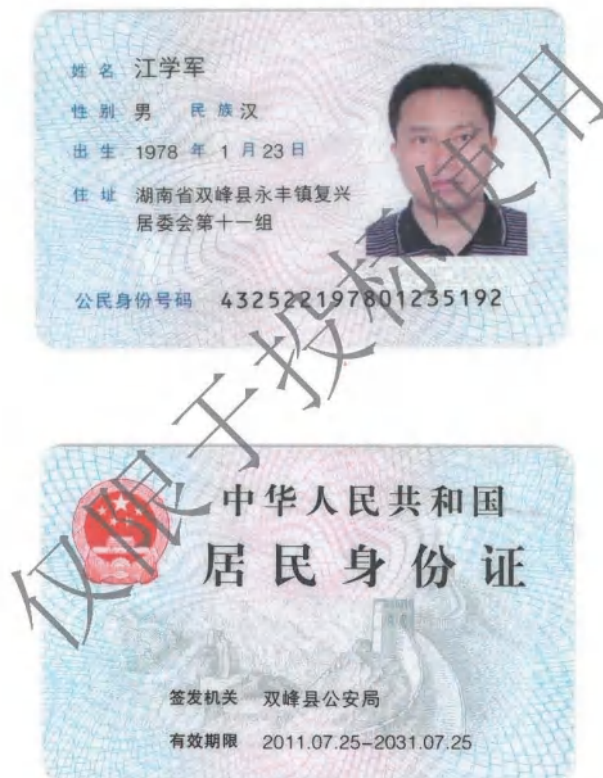 姓名 江学军
性别 男 民族 汉
出生 1978 年 1 月 23 日
住址 湖南省双峰县永丰镇复兴
居委会第十一组
公民身份号码 432522197801235192
仅限于投标使用
中华人民共和国
居民身份证
签发机关 双峰县公安局
有效期限 2011.07.25-2031.07.25